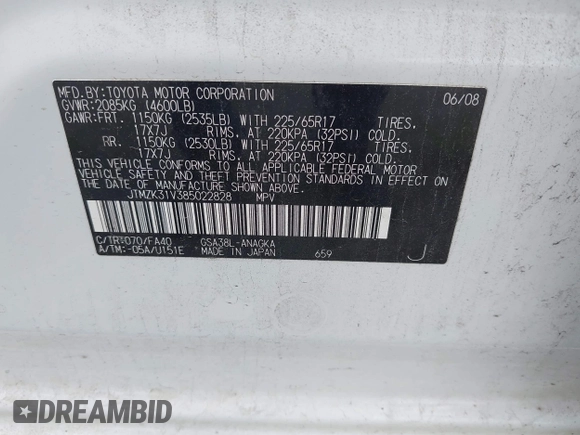 MFD.BY:TOYOTA MOTOR CORPORATION 06/08
GVWR:2085KG (4600LB)
GAWR:FRT. 1150KG (2535LB) WITH 225/65R17 TIRES,
17X7J RIMS, AT 220KPA (32PSI) COLD.
RR. 1150KG (2530LB) WITH 225/65R17 TIRES,
17X7J RIMS, AT 220KPA (32PSI) COLD.
THIS VEHICLE CONFORMS TO ALL APPLICABLE FEDERAL MOTOR
VEHICLE SAFETY AND THEFT PREVENTION STANDARDS IN EFFECT
ON THE DATE OF MANUFACTURE SHOWN ABOVE.
JTMZK31V385022828 MPV
C/TR:070/FA40 GSA38L-ANAGKA
A/TM:-05A/U151E MADE IN JAPAN 659 J
DREAMBID